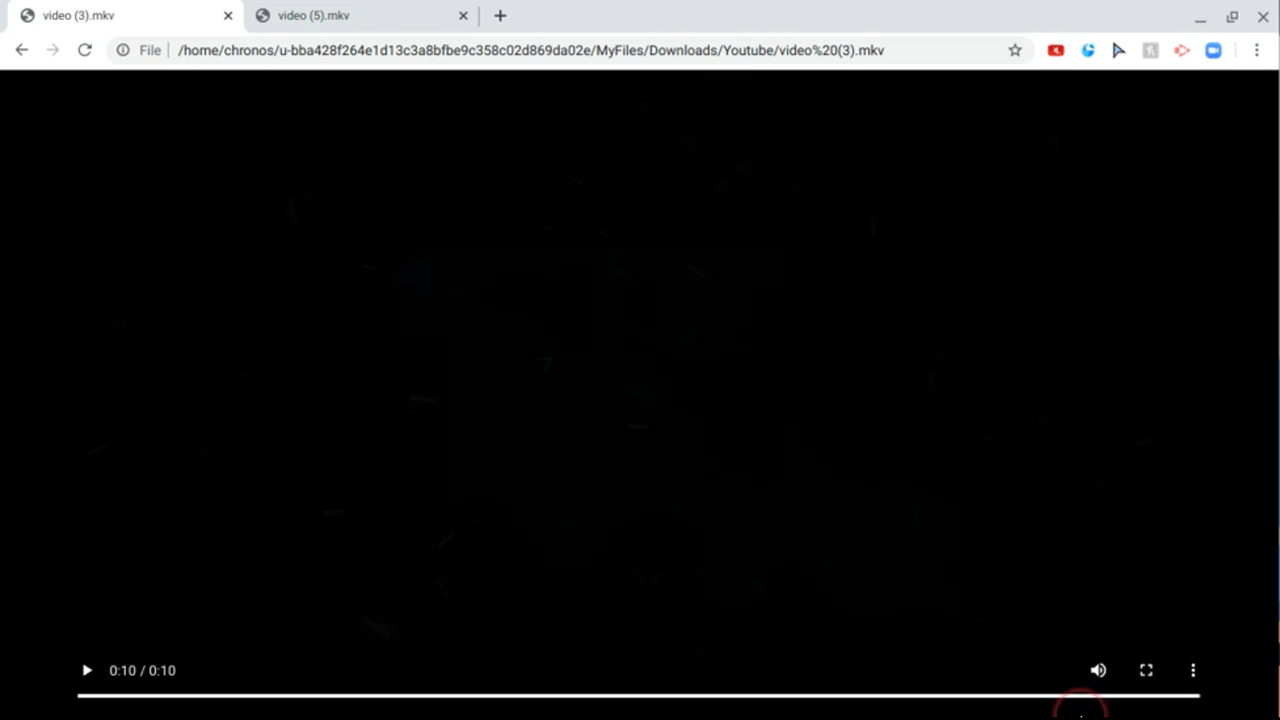 video (3).mkv
video (5).mkv
File
/home/chronos/u-bba428f264e1d13c3a8bfbe9c358c02d869da02e/MyFiles/Downloads/Youtube/video%20(3).mkv
0:10 / 0:10